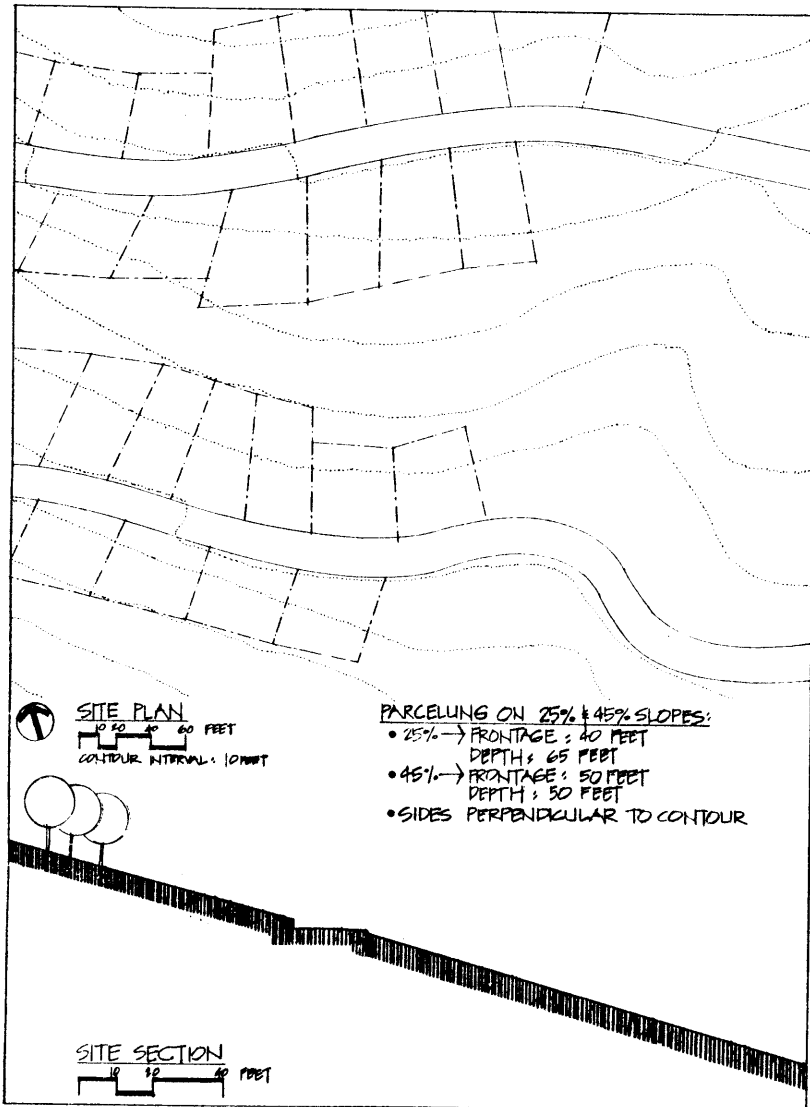 SITE PLAN
10 20 40 60 FEET
CONTOUR INTERVAL: 10 FEET
PARCELLING ON 25% & 45% SLOPES:
• 25% → FRONTAGE: 40 FEET
DEPTH: 65 FEET
• 45% → FRONTAGE: 50 FEET
DEPTH: 50 FEET
• SIDES PERPENDICULAR TO CONTOUR
SITE SECTION
10 20 40 FEET